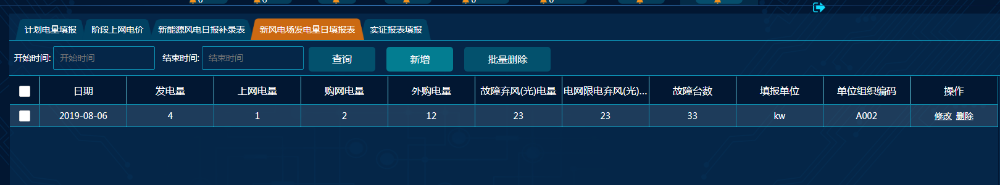 计划电量填报 阶段上网电价 新能源风电日报补录表 新风电场发电量日填报表 实证报表填报
开始时间: 开始时间 结束时间: 结束时间 查询 新增 批量删除
日期 发电量 上网电量 购网电量 外购电量 故障弃风(光)电量 电网限电弃风(光)... 故障台数 填报单位 单位组织编码 操作
2019-08-06 4 1 2 12 23 23 33 kw A002 修改 删除